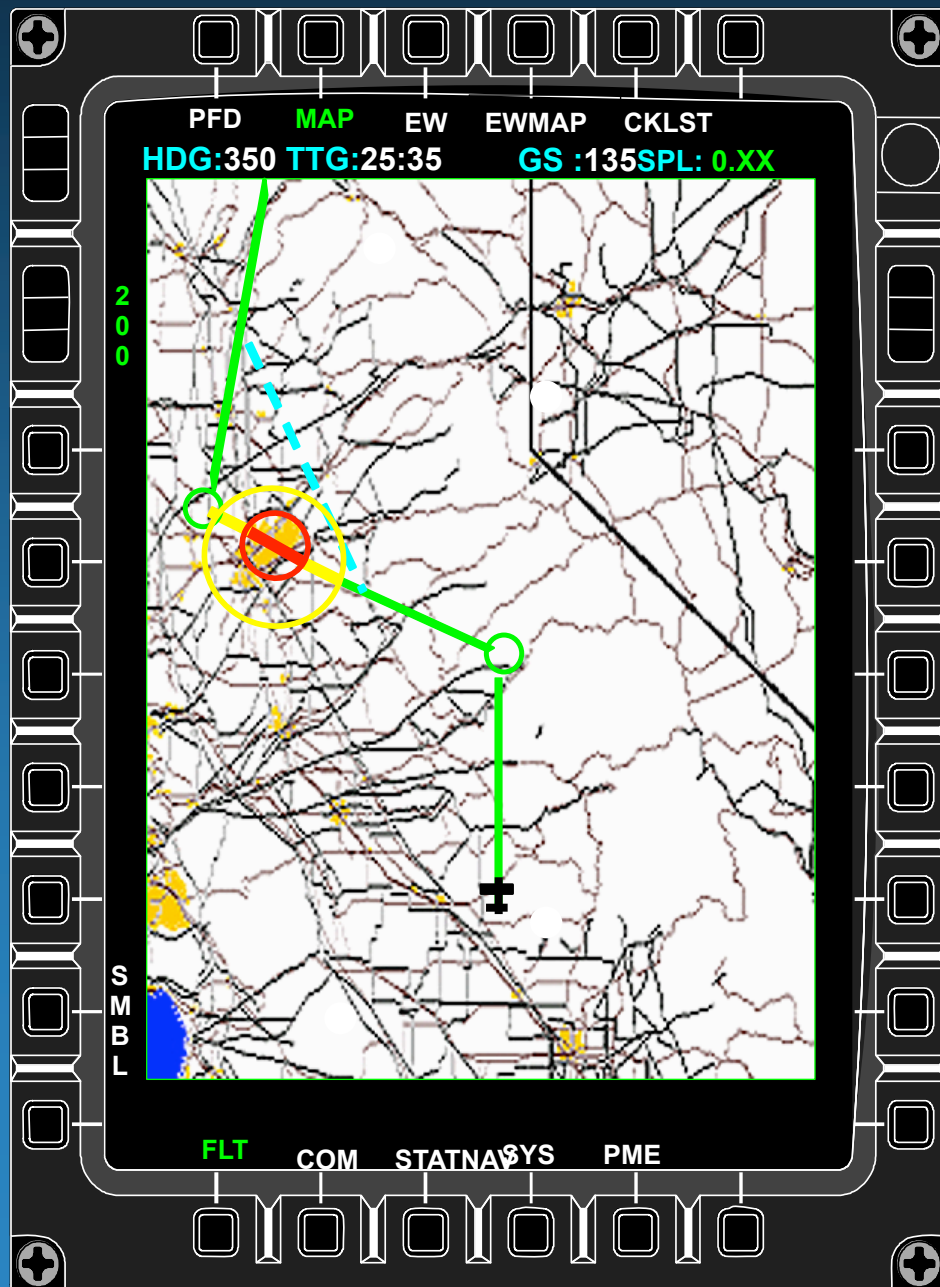 PFD MAP EW EWMAP CKLST
HDG:350 TTG:25:35 GS :135SPL: 0.XX
2
0
0
S
M
B
L
FLT COM STATNAV SYS PME